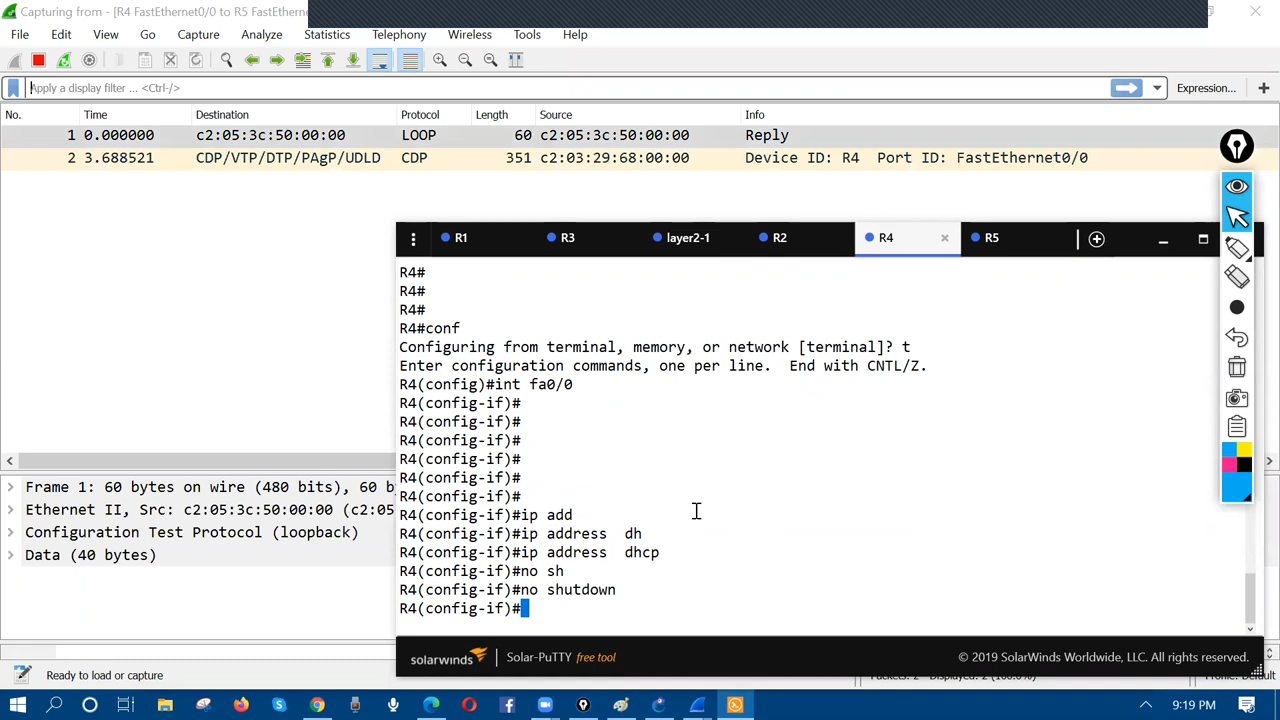 Capturing from - [R4 FastEthernet0/0 to R5 FastEtherne
File Edit View Go Capture Analyze Statistics Telephony Wireless Tools Help
Apply a display filter ... <Ctrl-/> Expression...
No. Time Destination Protocol Length Source Info
1 0.000000 c2:05:3c:50:00:00 LOOP 60 c2:05:3c:50:00:00 Reply
2 3.688521 CDP/VTP/DTP/PAgP/UDLD CDP 351 c2:03:29:68:00:00 Device ID: R4 Port ID: FastEthernet0/0
R1 R3 layer2-1 R2 R4 R5
R4#
R4#
R4#
R4#conf
Configuring from terminal, memory, or network [terminal]? t
Enter configuration commands, one per line. End with CNTL/Z.
R4(config)#int fa0/0
R4(config-if)#
R4(config-if)#
R4(config-if)#
R4(config-if)#
R4(config-if)#
R4(config-if)#
R4(config-if)#ip add
R4(config-if)#ip address dh
R4(config-if)#ip address dhcp
R4(config-if)#no sh
R4(config-if)#no shutdown
R4(config-if)#
Frame 1: 60 bytes on wire (480 bits), 60 b
Ethernet II, Src: c2:05:3c:50:00:00 (c2:05
Configuration Test Protocol (loopback)
Data (40 bytes)
solarwinds Solar-PuTTY free tool © 2019 SolarWinds Worldwide, LLC. All rights reserved.
Ready to load or capture
9:19 PM